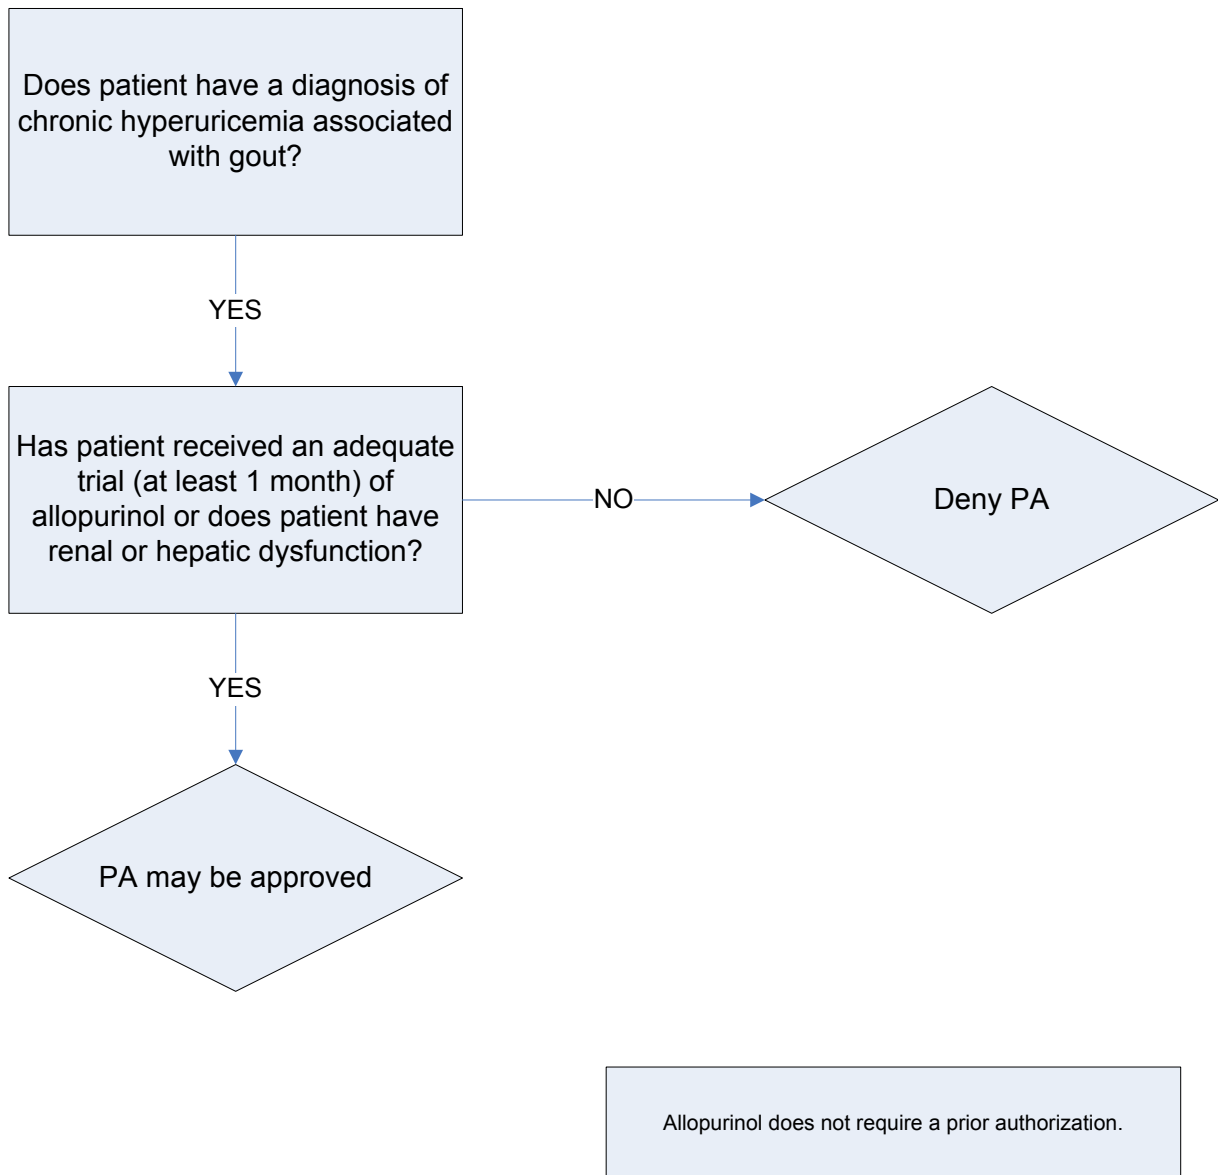 Does patient have a diagnosis of
chronic hyperuricemia associated
with gout?
YES
Has patient received an adequate
trial (at least 1 month) of
allopurinol or does patient have
renal or hepatic dysfunction?
NO
Deny PA
YES
PA may be approved
Allopurinol does not require a prior authorization.